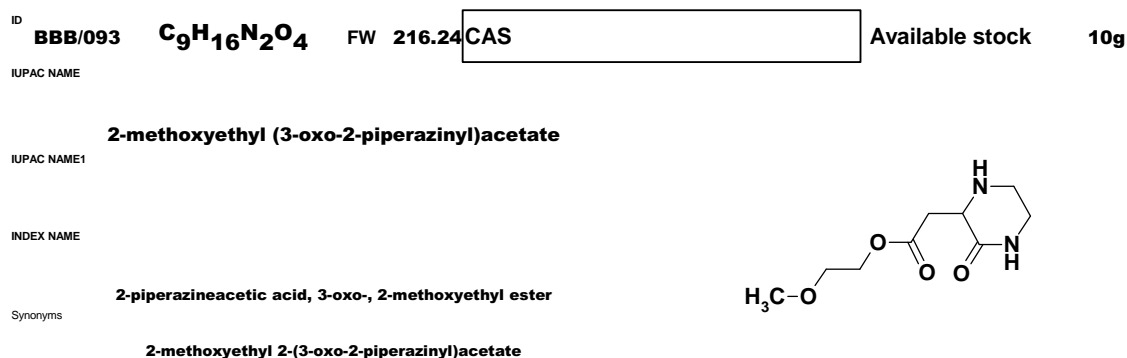 ID
BBB/093 C9H16N2O4 FW 216.24 CAS Available stock 10g
IUPAC NAME
2-methoxyethyl (3-oxo-2-piperazinyl)acetate
IUPAC NAME1
INDEX NAME
2-piperazineacetic acid, 3-oxo-, 2-methoxyethyl ester
Synonyms
2-methoxyethyl 2-(3-oxo-2-piperazinyl)acetate
H
N
O
O
O
N
H
H3C
O